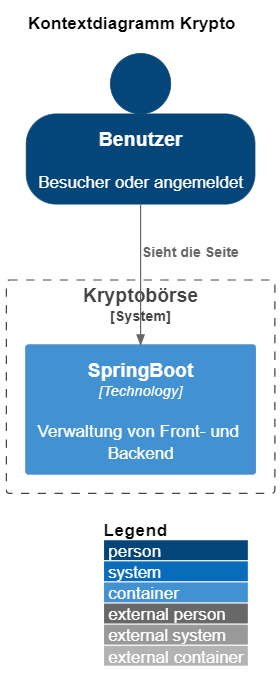 Kontextdiagramm Krypto
Benutzer
Besucher oder angemeldet
Sieht die Seite
Kryptobörse
[System]
SpringBoot
[Technology]
Verwaltung von Front- und
Backend
Legend
person
system
container
external person
external system
external container